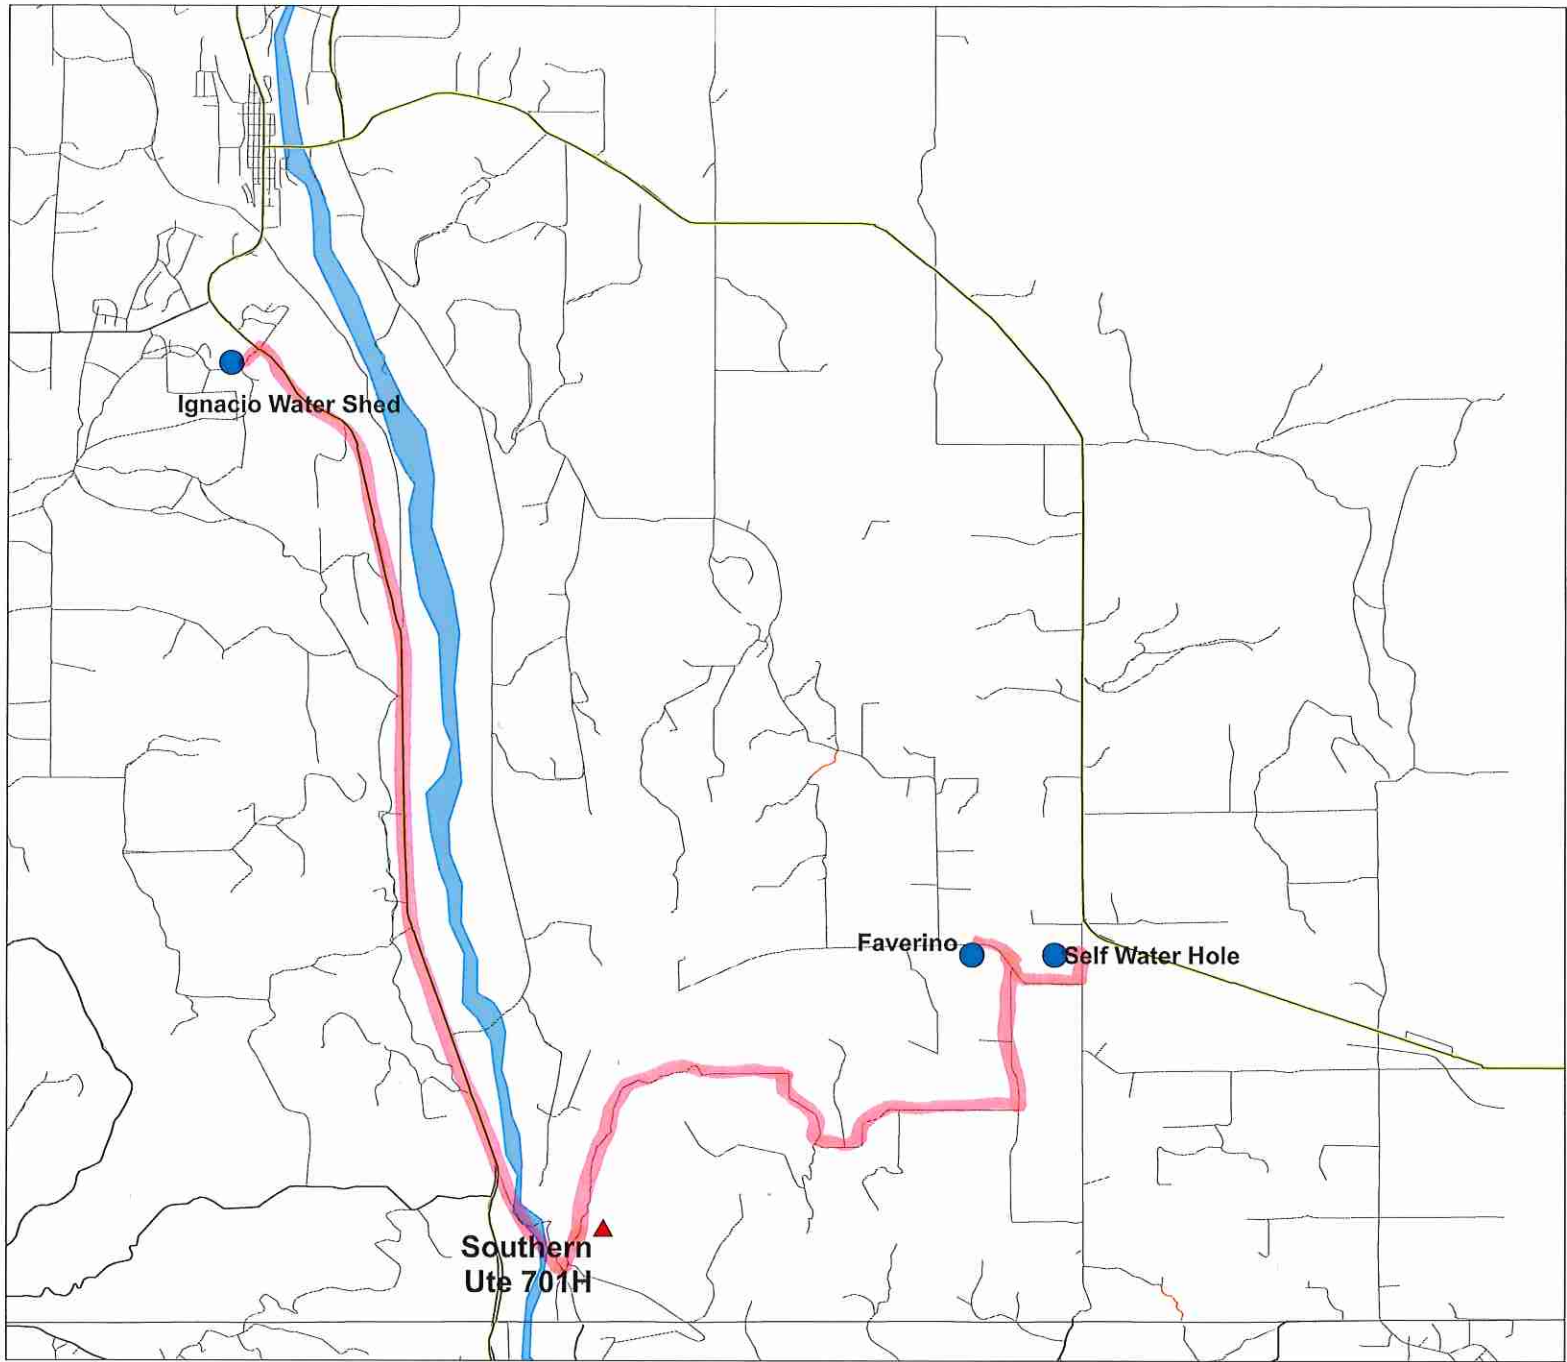 Ignacio Water Shed
Faverino
Self Water Hole
Southern
Ute 701H